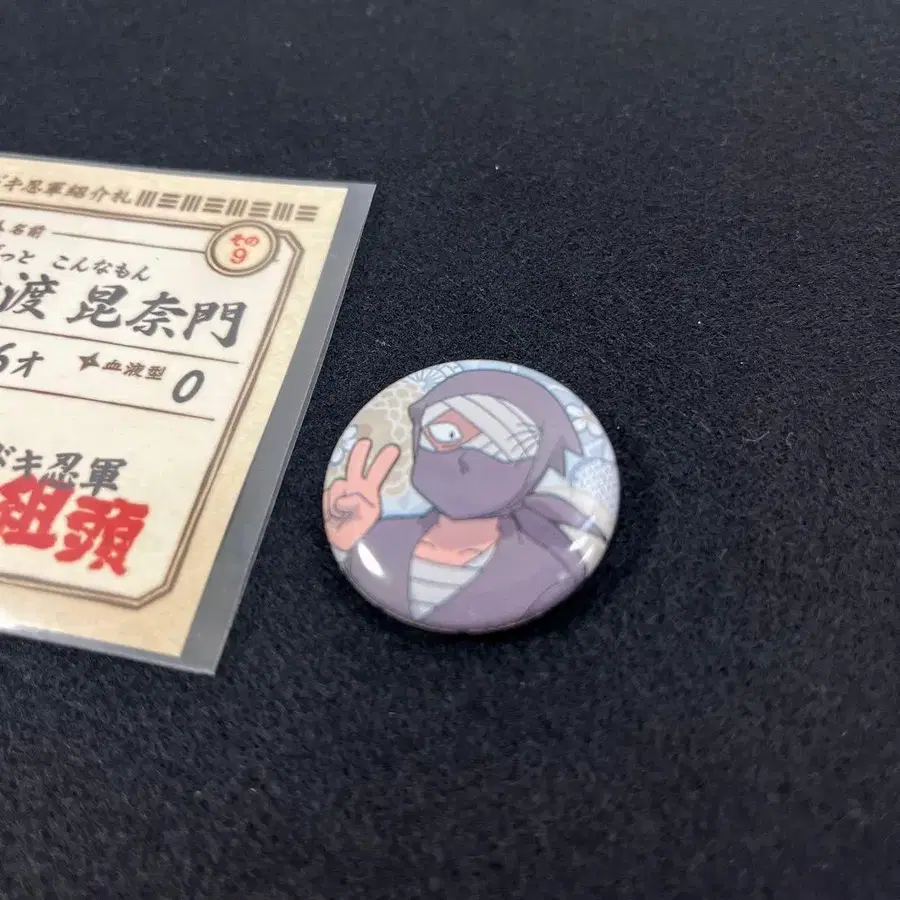 キ忍軍紹介札
名前
その
9
っと こんなもん
渡 昆奈門
6才
血液型 O
ギ忍軍
組頭